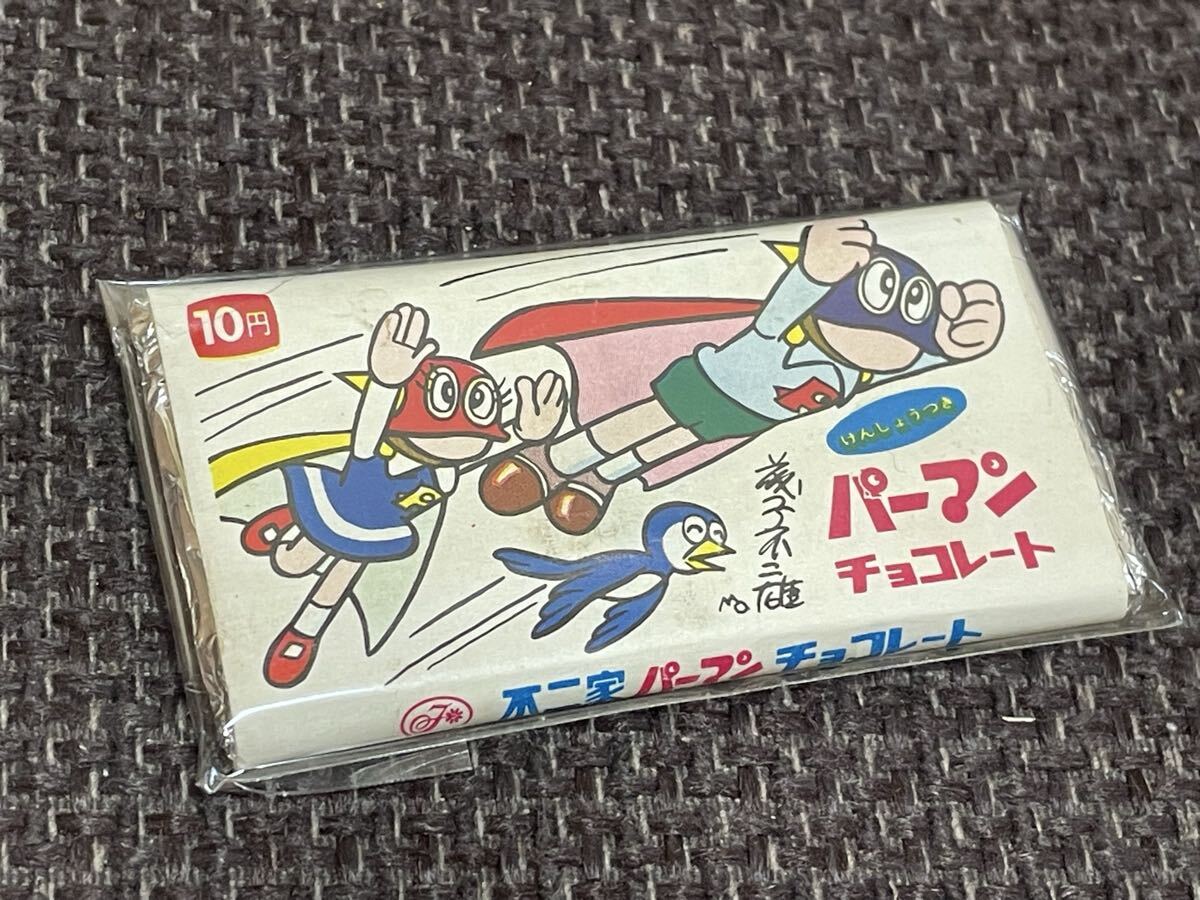 10円
けんしょうつき
パーマン
チョコレート
藤子不二雄
不二家パーマンチョコレート
F